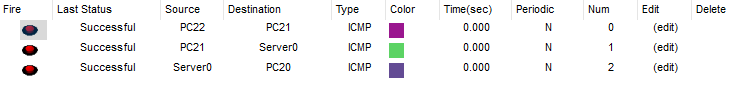 Fire Last Status Source Destination Type Color Time(sec) Periodic Num Edit Delete
Successful PC22 PC21 ICMP 0.000 N 0 (edit)
Successful PC21 Server0 ICMP 0.000 N 1 (edit)
Successful Server0 PC20 ICMP 0.000 N 2 (edit)